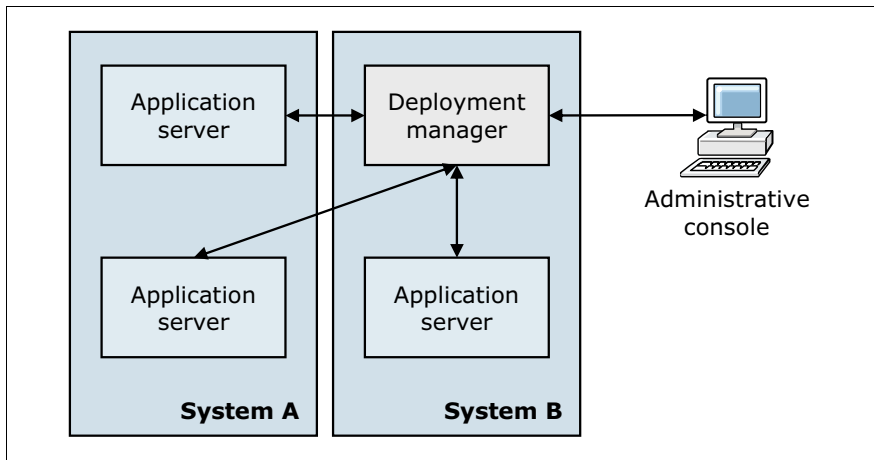 Application
server
Deployment
manager
Administrative
console
Application
server
Application
server
System A
System B